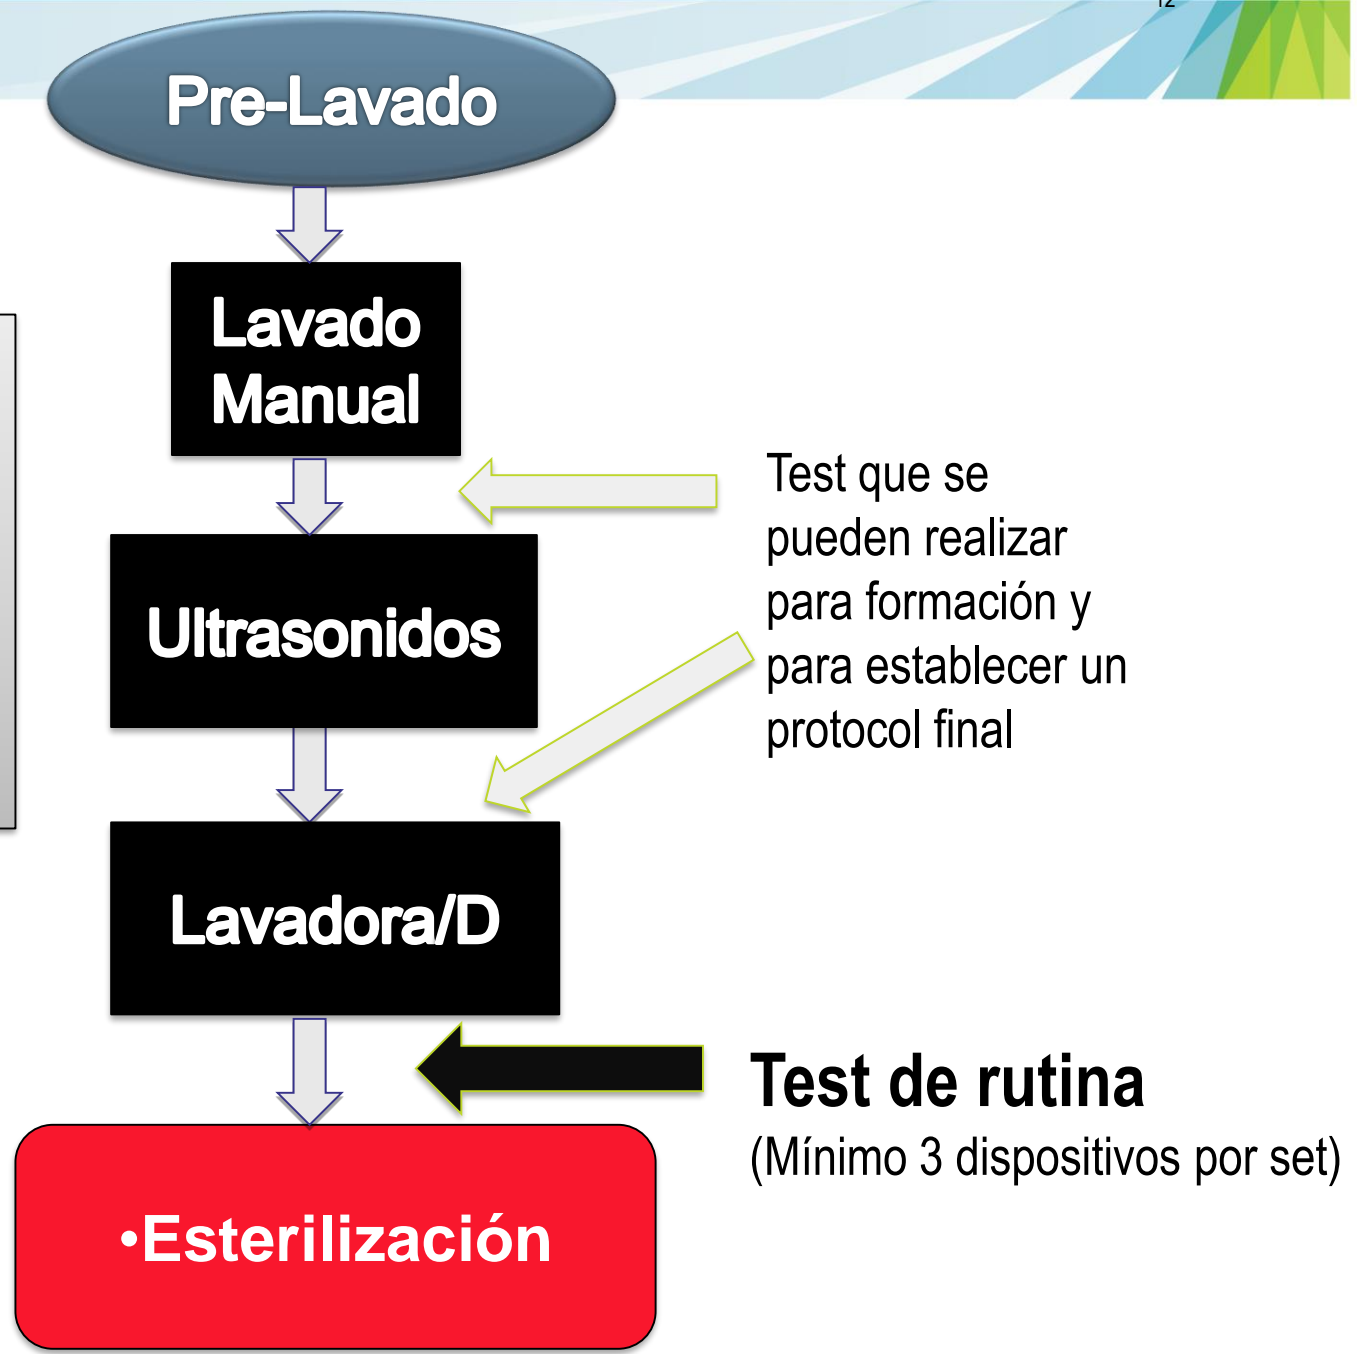 12
Pre-Lavado
Lavado
Manual
Test que se
pueden realizar
para formación y
para establecer un
protocol final
Ultrasonidos
Lavadora/D
Test de rutina
(Mínimo 3 dispositivos por set)
•Esterilización